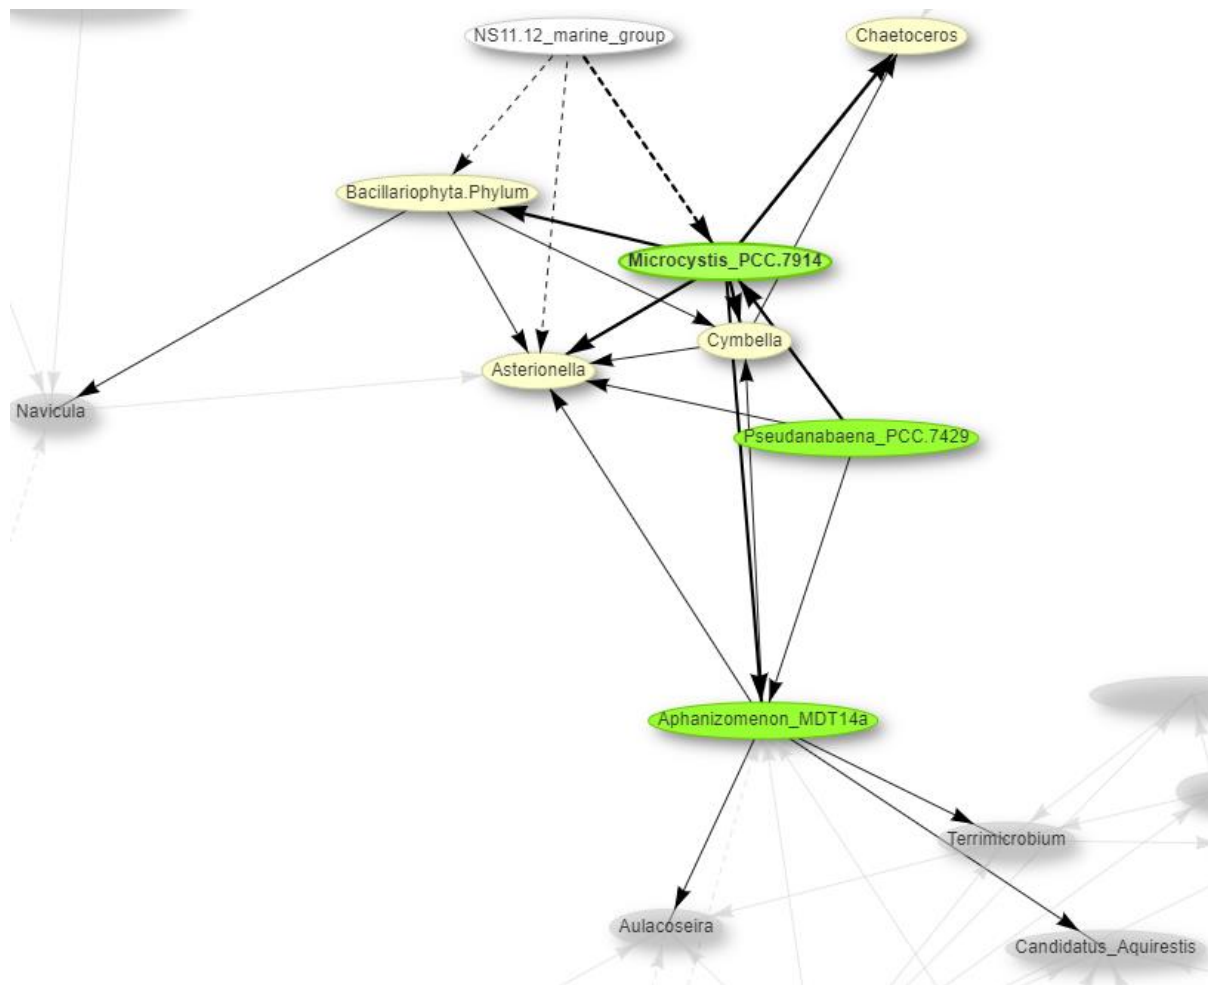 NS11.12_marine_group
Chaetoceros
Bacillariophyta.Phylum
Microcystis_PCC.7914
Cymbella
Asterionella
Navicula
Pseudanabaena_PCC.7429
Aphanizomenon_MDT14a
Terrimicrobium
Aulacoseira
Candidatus_Aquirestis